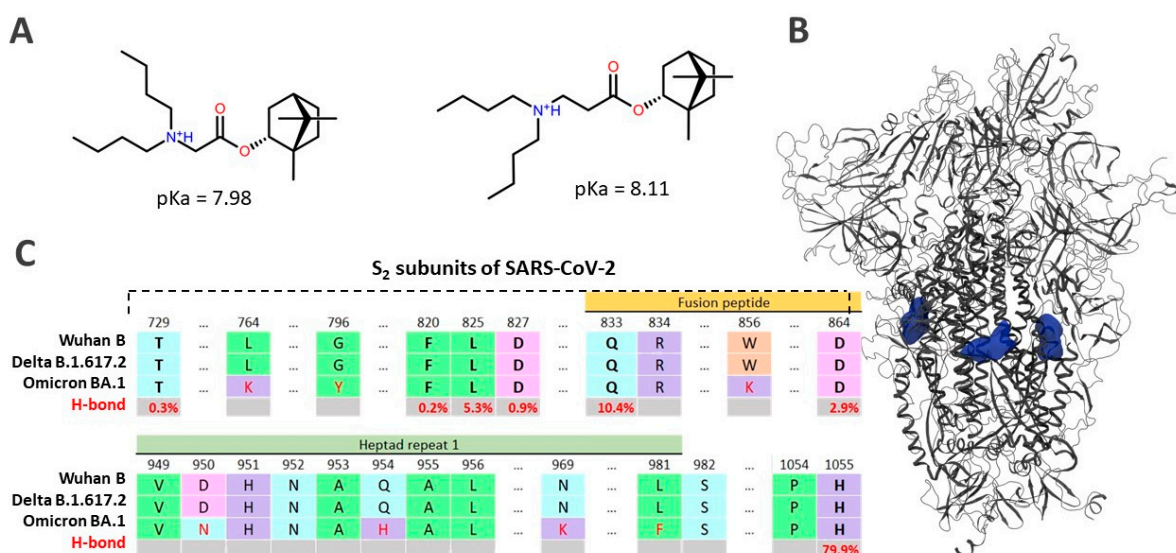 A
B
O
N⁺H
O
pKa = 7.98
O
N⁺H
O
pKa = 8.11
C
S₂ subunits of SARS-CoV-2
Fusion peptide
729 ... 764 ... 796 ... 820 825 827 ... 833 834 ... 856 ... 864
Wuhan B T ... L ... G ... F L D ... Q R ... W ... D
Delta B.1.617.2 T ... L ... G ... F L D ... Q R ... W ... D
Omicron BA.1 T ... K ... Y ... F L D ... Q R ... K ... D
H-bond 0.3% 0.2% 5.3% 0.9% 10.4% 2.9%
Heptad repeat 1
949 950 951 952 953 954 955 956 ... 969 ... 981 982 ... 1054 1055
Wuhan B V D H N A Q A L ... N ... L S ... P H
Delta B.1.617.2 V D H N A Q A L ... N ... L S ... P H
Omicron BA.1 V N H N A H A L ... K ... F S ... P H
H-bond 79.9%